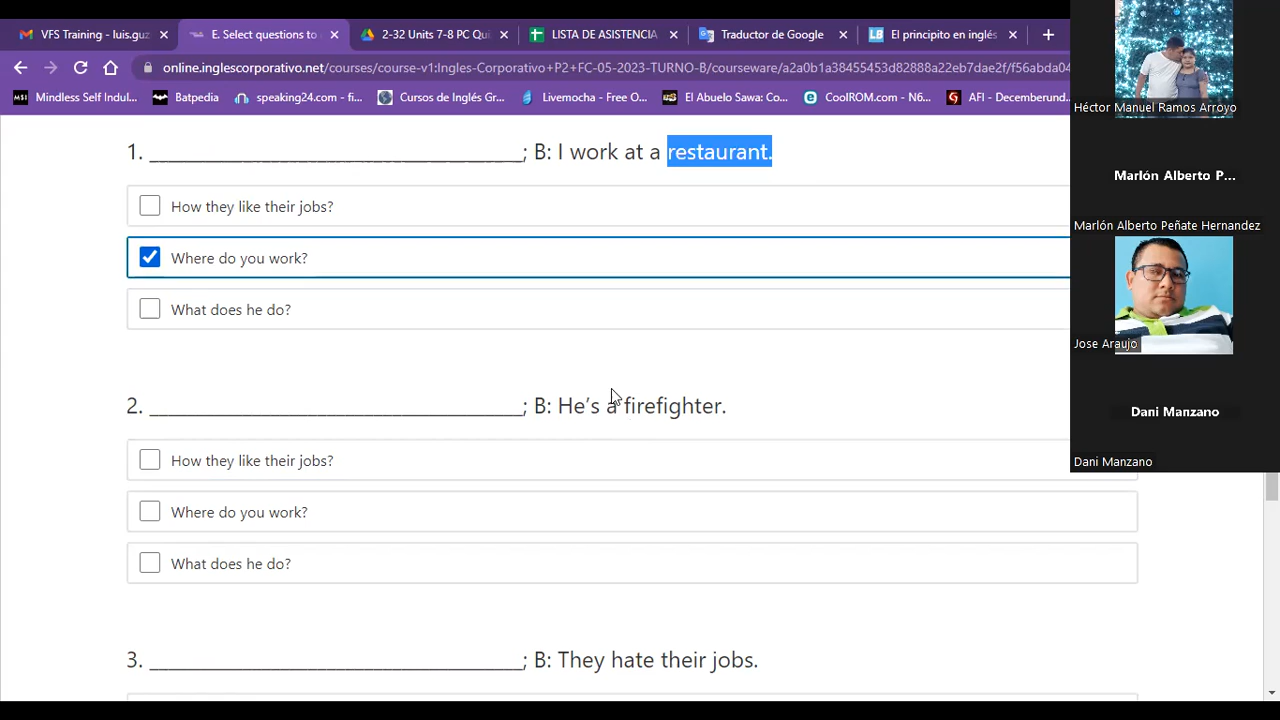 VFS Training - luis.guz
E. Select questions to
2-32 Units 7-8 PC Qui
LISTA DE ASISTENCIA
Traductor de Google
El principito en inglés
online.inglescorporativo.net/courses/course-v1:Ingles-Corporativo+P2+FC-05-2023-TURNO-B/courseware/a2a0b1a38455453d82888a22eb7dae2f/f56abda04
Mindless Self Indul...
Batpedia
speaking24.com - fi...
Cursos de Inglés Gr...
Livemocha - Free O...
El Abuelo Sawa: Co...
CoolROM.com - N6...
AFI - Decemberund...
1. ________________________________; B: I work at a restaurant.
How they like their jobs?
Where do you work?
What does he do?
2. ________________________________; B: He's a firefighter.
How they like their jobs?
Where do you work?
What does he do?
3. ________________________________; B: They hate their jobs.
Héctor Manuel Ramos Arroyo
Marlón Alberto P...
Marlón Alberto Peñate Hernandez
Jose Araujo
Dani Manzano
Dani Manzano